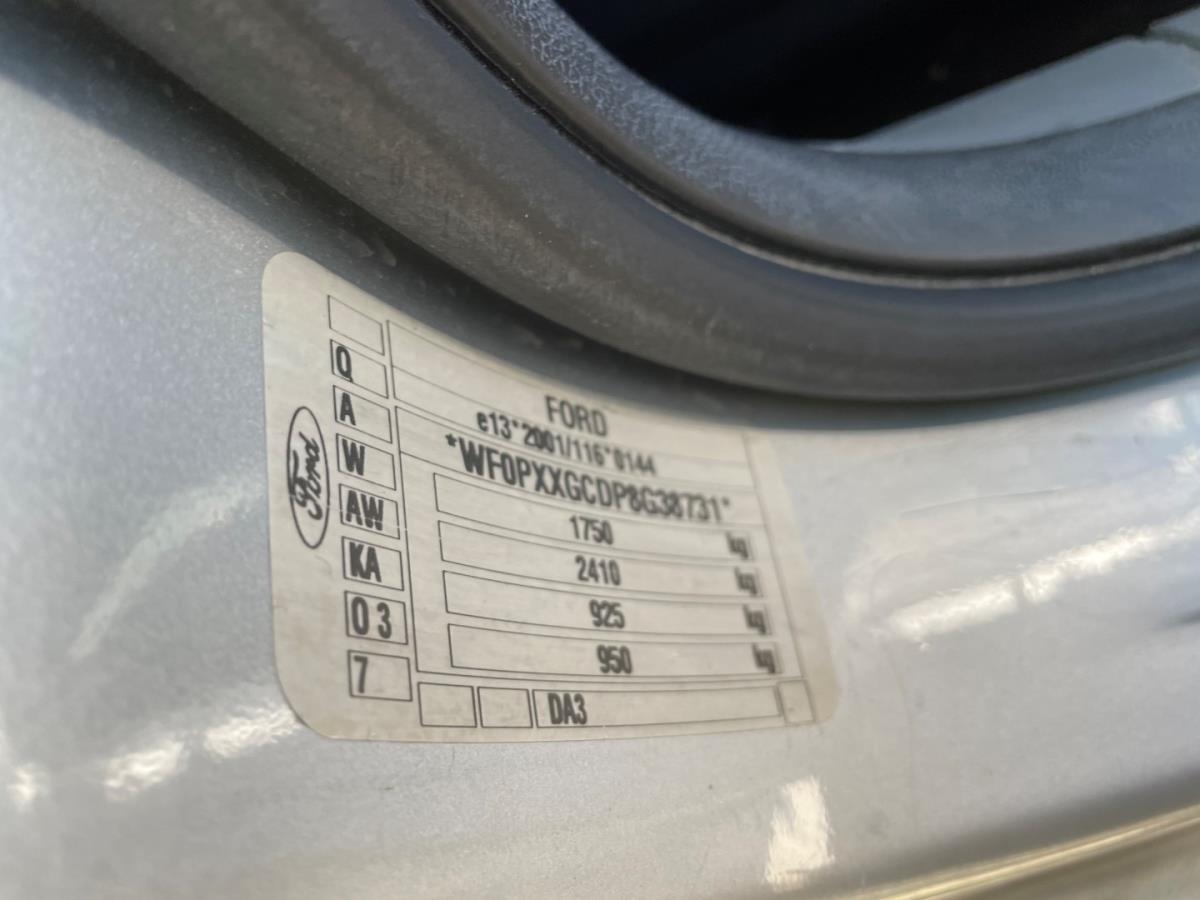 Ford
Q
A
W
AW
KA
0 3
7
FORD
e13*2001/116*0144
*WF0PXXGCDP8G38731*
1750 kg
2410 kg
925 kg
950 kg
DA3